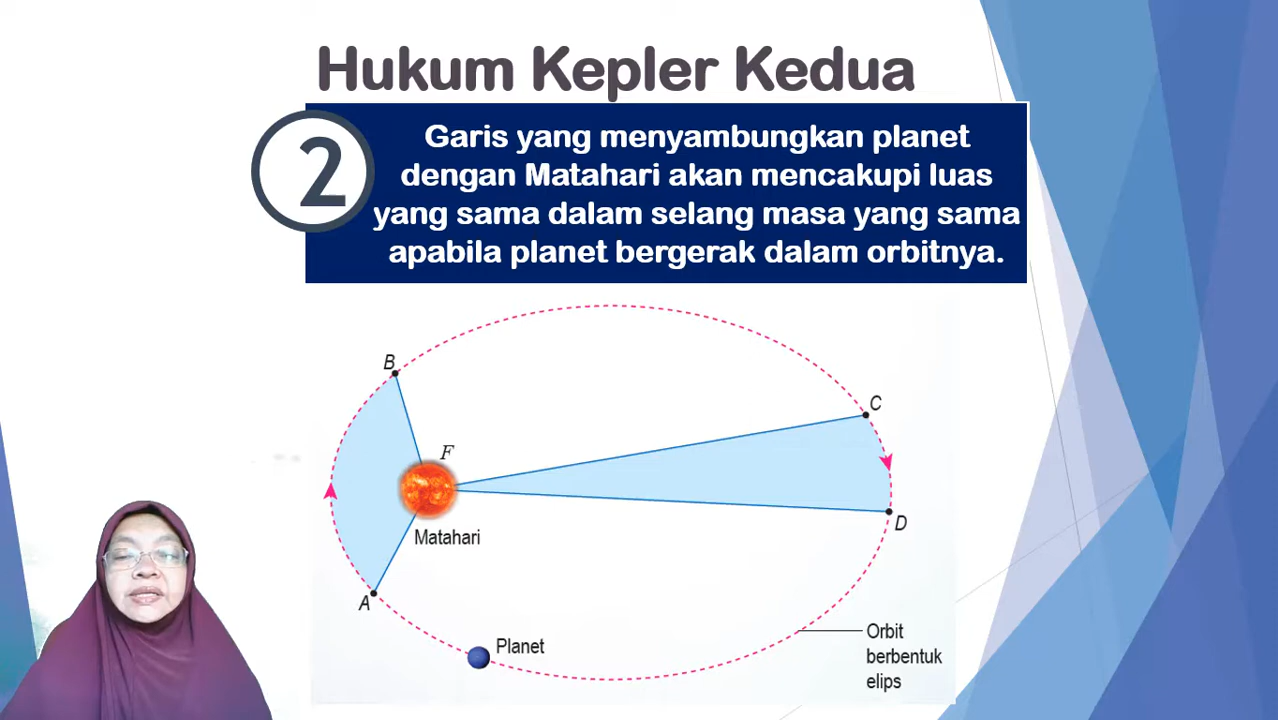 Hukum Kepler Kedua
2
Garis yang menyambungkan planet
dengan Matahari akan mencakupi luas
yang sama dalam selang masa yang sama
apabila planet bergerak dalam orbitnya.
B
C
F
D
Matahari
A
Planet
Orbit
berbentuk
elips